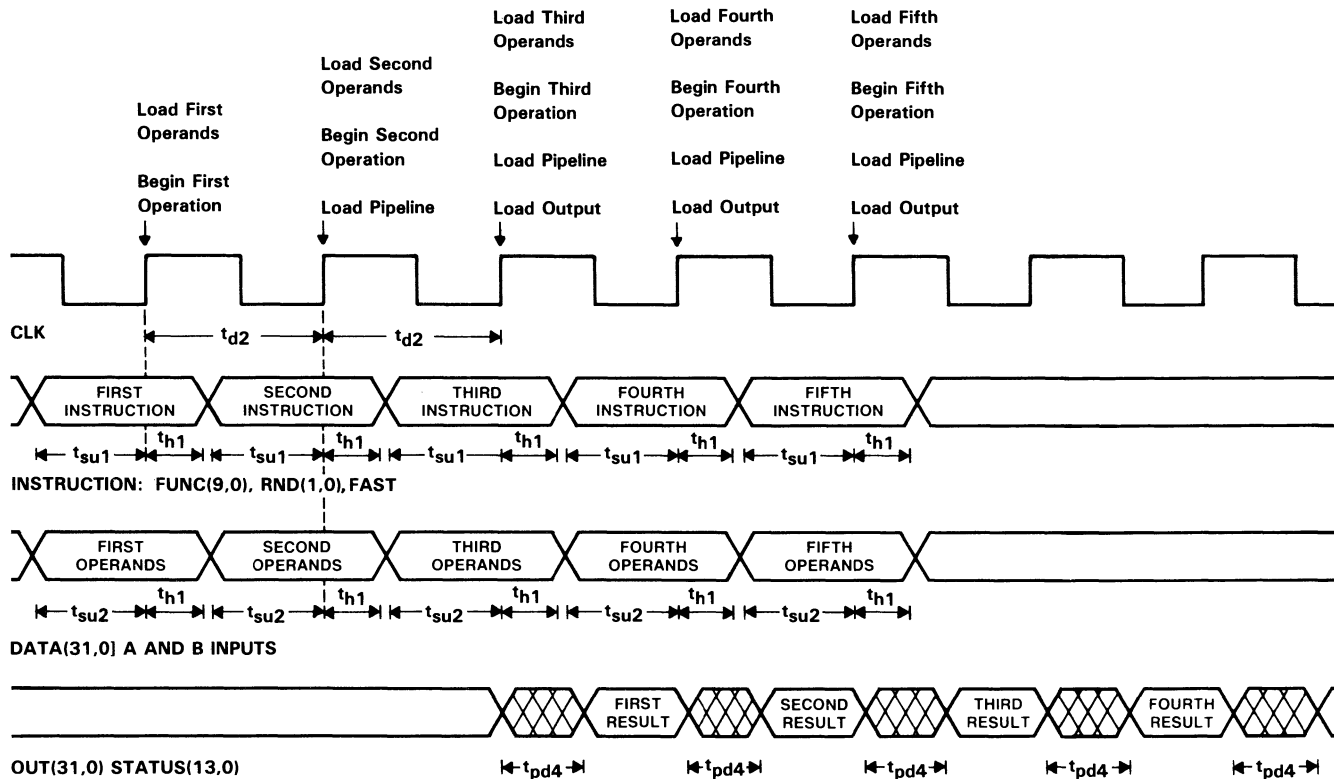 Load First
Operands
Begin First
Operation
Load Second
Operands
Begin Second
Operation
Load Pipeline
Load Third
Operands
Begin Third
Operation
Load Pipeline
Load Output
Load Fourth
Operands
Begin Fourth
Operation
Load Pipeline
Load Output
Load Fifth
Operands
Begin Fifth
Operation
Load Pipeline
Load Output
CLK
td2
td2
FIRST
INSTRUCTION
SECOND
INSTRUCTION
THIRD
INSTRUCTION
FOURTH
INSTRUCTION
FIFTH
INSTRUCTION
tsu1 th1 tsu1 th1 tsu1 th1 tsu1 th1 tsu1 th1
INSTRUCTION: FUNC(9,0), RND(1,0), FAST
FIRST
OPERANDS
SECOND
OPERANDS
THIRD
OPERANDS
FOURTH
OPERANDS
FIFTH
OPERANDS
tsu2 th1 tsu2 th1 tsu2 th1 tsu2 th1 tsu2 th1
DATA(31,0] A AND B INPUTS
FIRST
RESULT
SECOND
RESULT
THIRD
RESULT
FOURTH
RESULT
OUT(31,0) STATUS(13,0)
tpd4 tpd4 tpd4 tpd4 tpd4